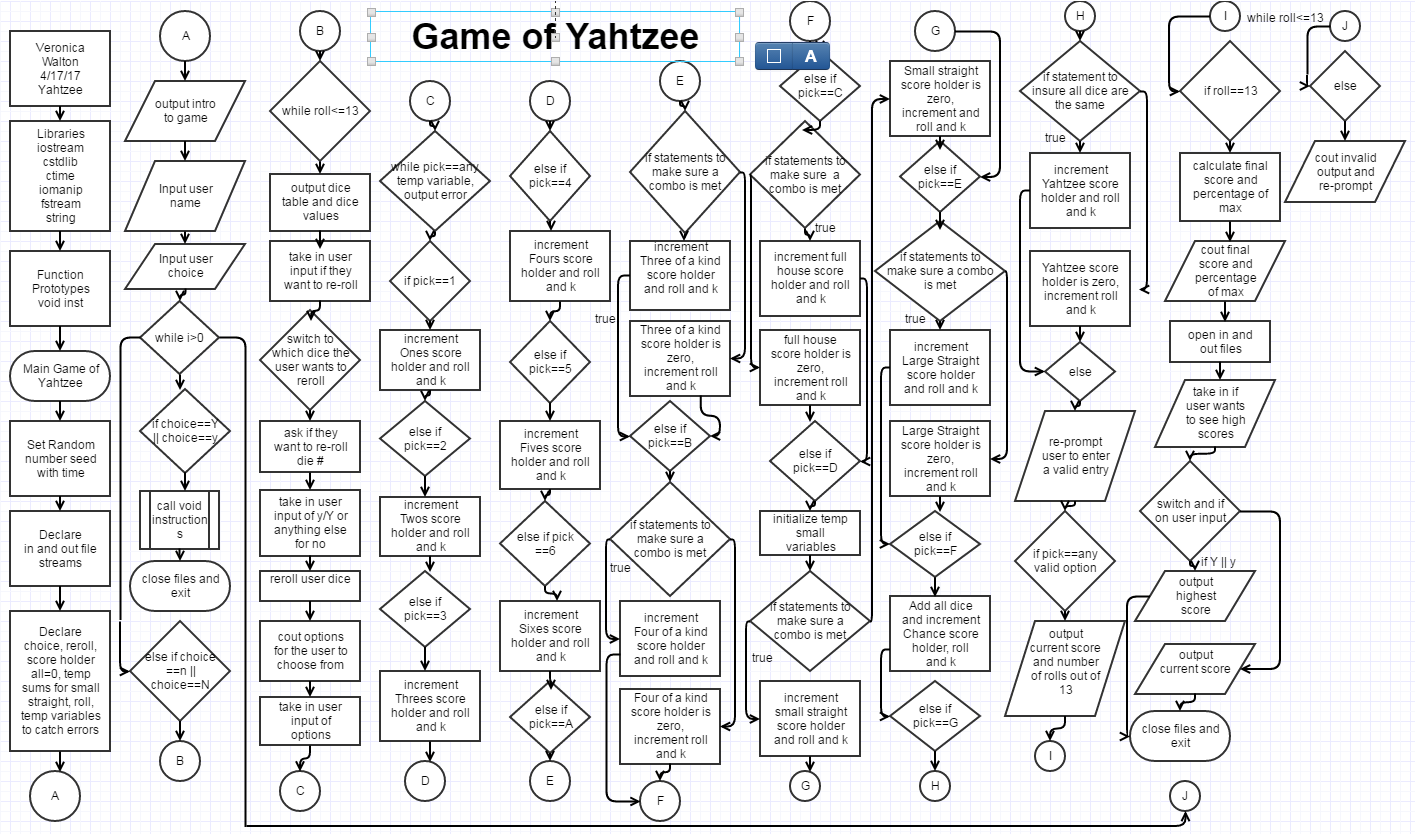 Game of Yahtzee
A
Veronica
Walton
4/17/17
Yahtzee
Libraries
iostream
cstdlib
ctime
iomanip
fstream
string
Function
Prototypes
void inst
Main Game of
Yahtzee
Set Random
number seed
with time
Declare
in and out file
streams
Declare
choice, reroll,
score holder
all=0, temp
sums for small
straight, roll,
temp variables
to catch errors
A
A
output intro
to game
Input user
name
Input user
choice
while i>0
if choice==Y
|| choice==y
call void
instruction
s
close files and
exit
else if choice
==n ||
choice==N
B
B
while roll<=13
output dice
table and dice
values
take in user
input if they
want to re-roll
switch to
which dice the
user wants to
reroll
ask if they
want to re-roll
die #
take in user
input of y/Y or
anything else
for no
reroll user dice
cout options
for the user to
choose from
take in user
input of
options
C
C
while pick==any
temp variable,
output error
if pick==1
increment
Ones score
holder and roll
and k
else if
pick==2
increment
Twos score
holder and roll
and k
else if
pick==3
increment
Threes score
holder and roll
and k
D
D
else if
pick==4
increment
Fours score
holder and roll
and k
else if
pick==5
increment
Fives score
holder and roll
and k
else if pick
==6
increment
Sixes score
holder and roll
and k
else if
pick==A
E
E
if statements to
make sure a
combo is met
increment
Three of a kind
score holder
and roll and k
true
Three of a kind
score holder is
zero,
increment roll
and k
else if
pick==B
if statements to
make sure a
combo is met
true
increment
Four of a kind
score holder
and roll and k
Four of a kind
score holder is
zero,
increment roll
and k
F
F
else if
pick==C
if statements to
make sure  a
combo is met
true
increment full
house score
holder and roll
and k
full house
score holder is
zero,
increment roll
and k
else if
pick==D
initialize temp
small
variables
if statements to
make sure a
combo is met
true
increment
small straight
score holder
and roll and k
G
G
Small straight
score holder is
zero,
increment and
roll and k
else if
pick==E
if statements to
make sure a combo
is met
true
increment
Large Straight
score holder
and roll and k
Large Straight
score holder is
zero,
increment roll
and k
else if
pick==F
Add all dice
and increment
Chance score
holder, roll
and k
else if
pick==G
H
H
if statement to
insure all dice are
the same
true
increment
Yahtzee score
holder and roll
and k
Yahtzee score
holder is zero,
increment roll
and k
else
re-prompt
user to enter
a valid entry
if pick==any
valid option
output
current score
and number
of rolls out of
13
I
I
while roll<=13
if roll==13
calculate final
score and
percentage of
max
cout final
score and
percentage
of max
open in and
out files
take in if
user wants
to see high
scores
switch and if
on user input
if Y || y
output
highest
score
output
current score
close files and
exit
J
J
else
cout invalid
output and
re-prompt